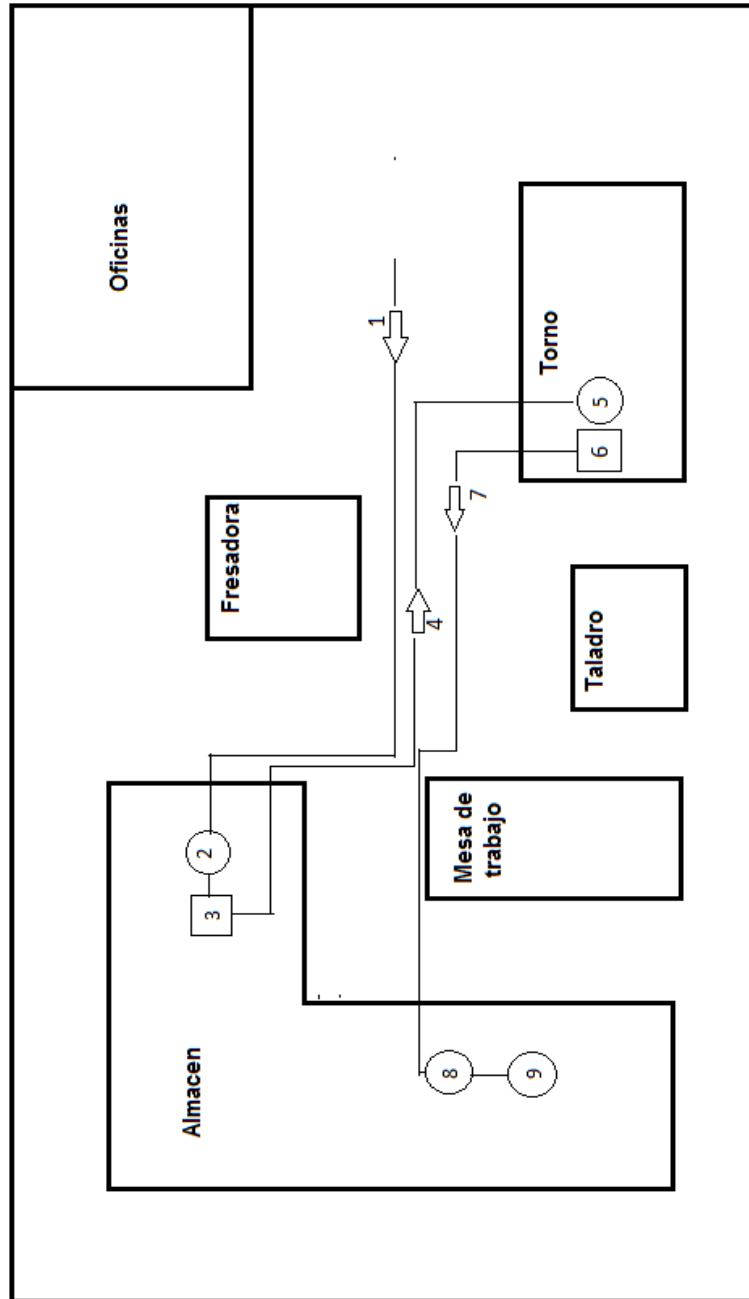 Oficinas
1
Torno
5
6
7
Fresadora
4
Taladro
2
3
Mesa de
trabajo
Almacen
8
9